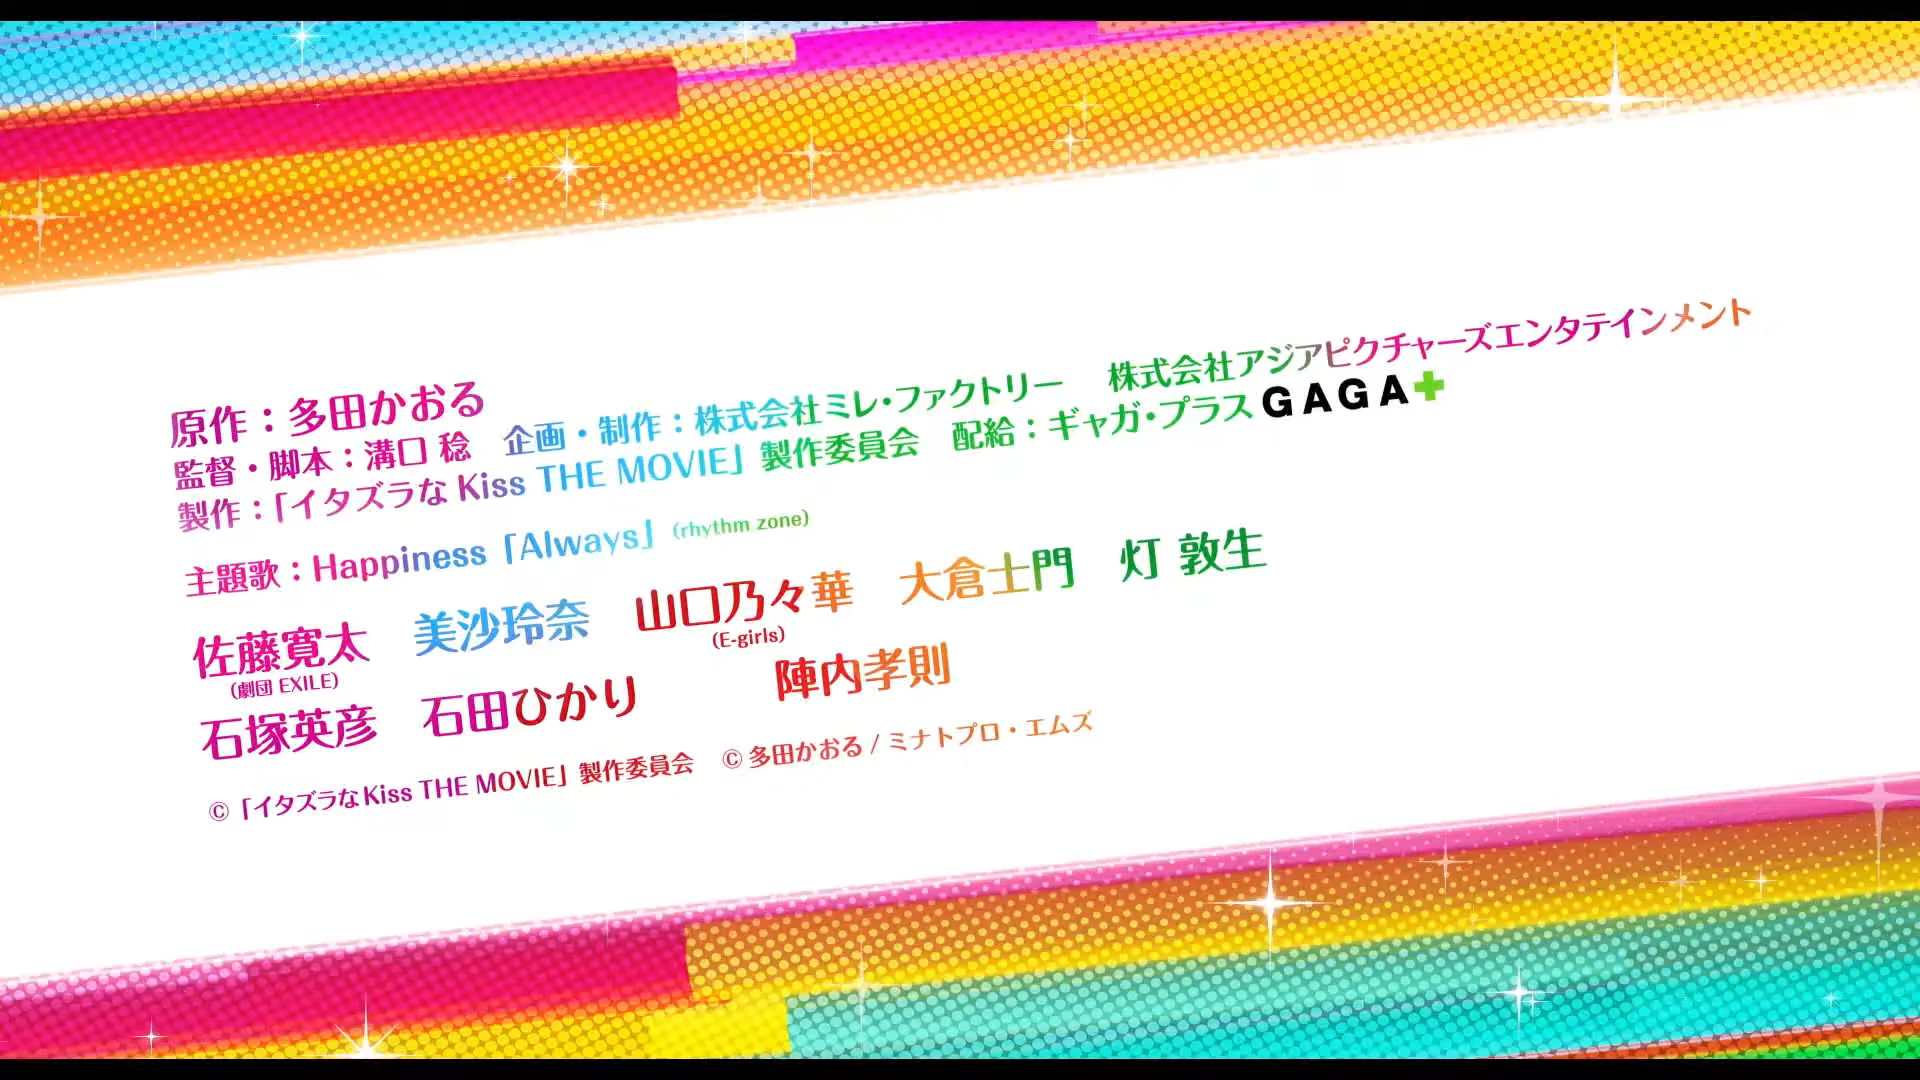 原作：多田かおる
監督・脚本：溝口 稔　企画・制作：株式会社ミレ・ファクトリー　株式会社アジアピクチャーズエンタテインメント
製作：「イタズラなKiss THE MOVIE」製作委員会　配給：ギャガ・プラス GAGA+
主題歌：Happiness「Always」（rhythm zone）
佐藤寛太　美沙玲奈　山口乃々華　大倉士門　灯 敦生
（劇団 EXILE）　（E-girls）
石塚英彦　石田ひかり　陣内孝則
©「イタズラなKiss THE MOVIE」製作委員会　© 多田かおる / ミナトプロ・エムズ